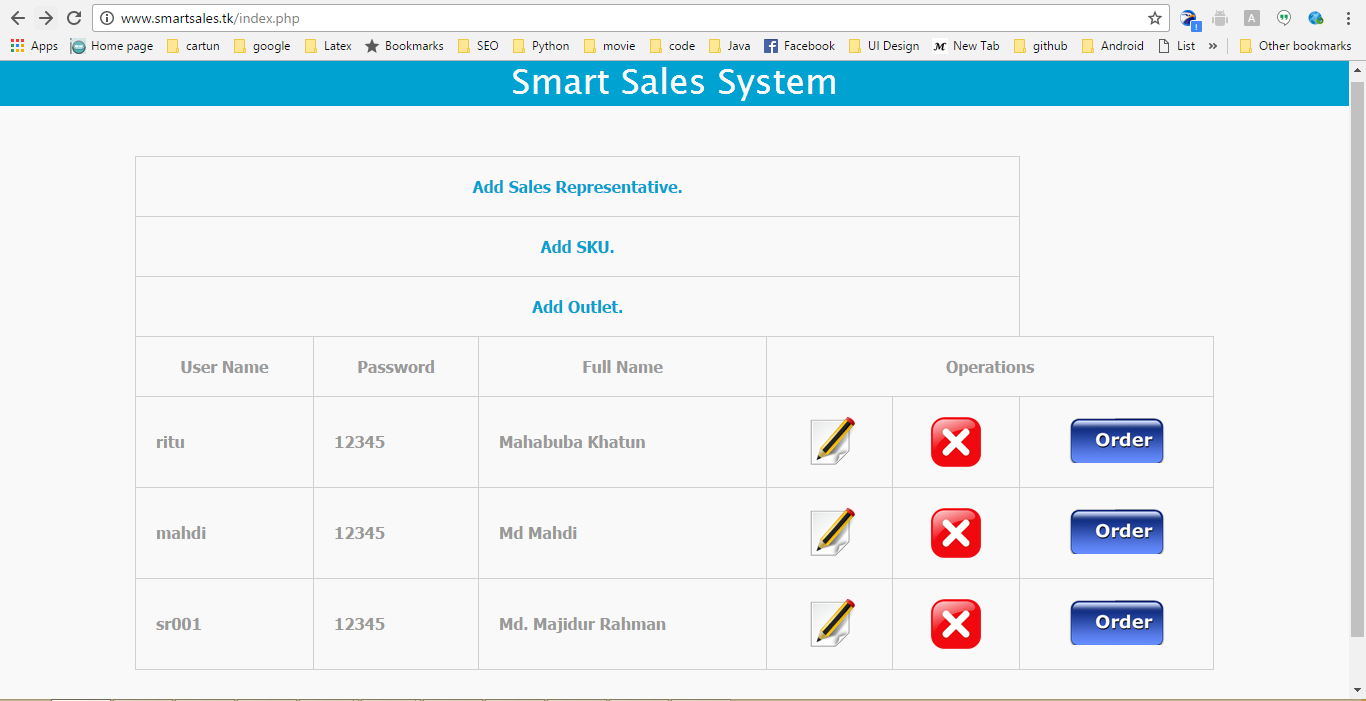 www.smartsales.tk/index.php
Apps Home page cartun google Latex Bookmarks SEO Python movie code Java Facebook UI Design New Tab github Android List » Other bookmarks
Smart Sales System
Add Sales Representative.
Add SKU.
Add Outlet.
User Name Password Full Name Operations
ritu 12345 Mahabuba Khatun Order
mahdi 12345 Md Mahdi Order
sr001 12345 Md. Majidur Rahman Order